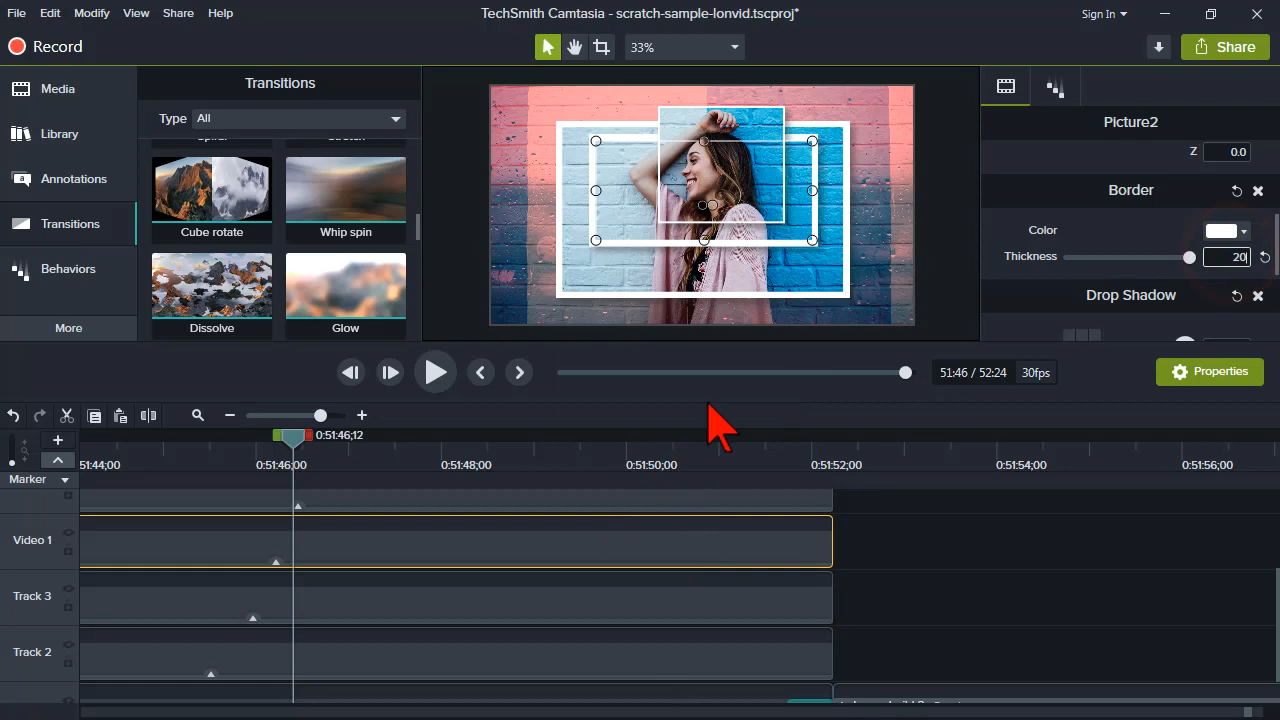 File Edit Modify View Share Help
TechSmith Camtasia - scratch-sample-lonvid.tscproj*
Sign In
Record
33%
Share
Media
Library
Annotations
Transitions
Behaviors
More
Transitions
Type All
Cube rotate
Whip spin
Dissolve
Glow
Picture2
Z 0.0
Border
Color
Thickness 20
Drop Shadow
51:46 / 52:24 30fps
Properties
0:51:46;12
51:44;00 0:51:46;00 0:51:48;00 0:51:50;00 0:51:52;00 0:51:54;00 0:51:56;00
Marker
Video 1
Track 3
Track 2